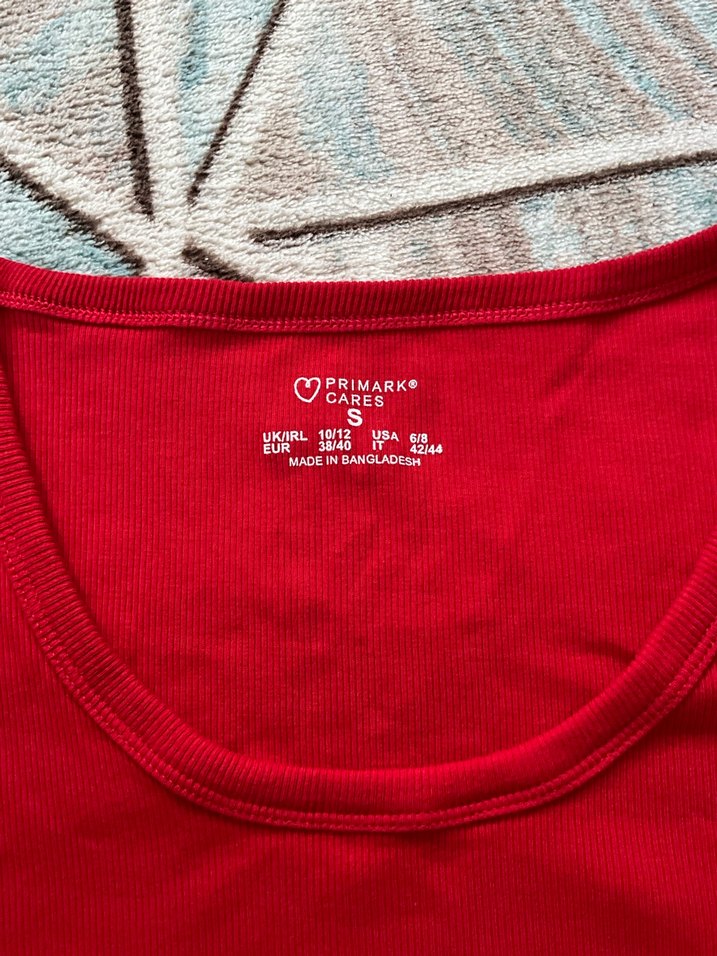 PRIMARK®
CARES
S
UK/IRL 10/12 USA 6/8
EUR 38/40 IT 42/44
MADE IN BANGLADESH